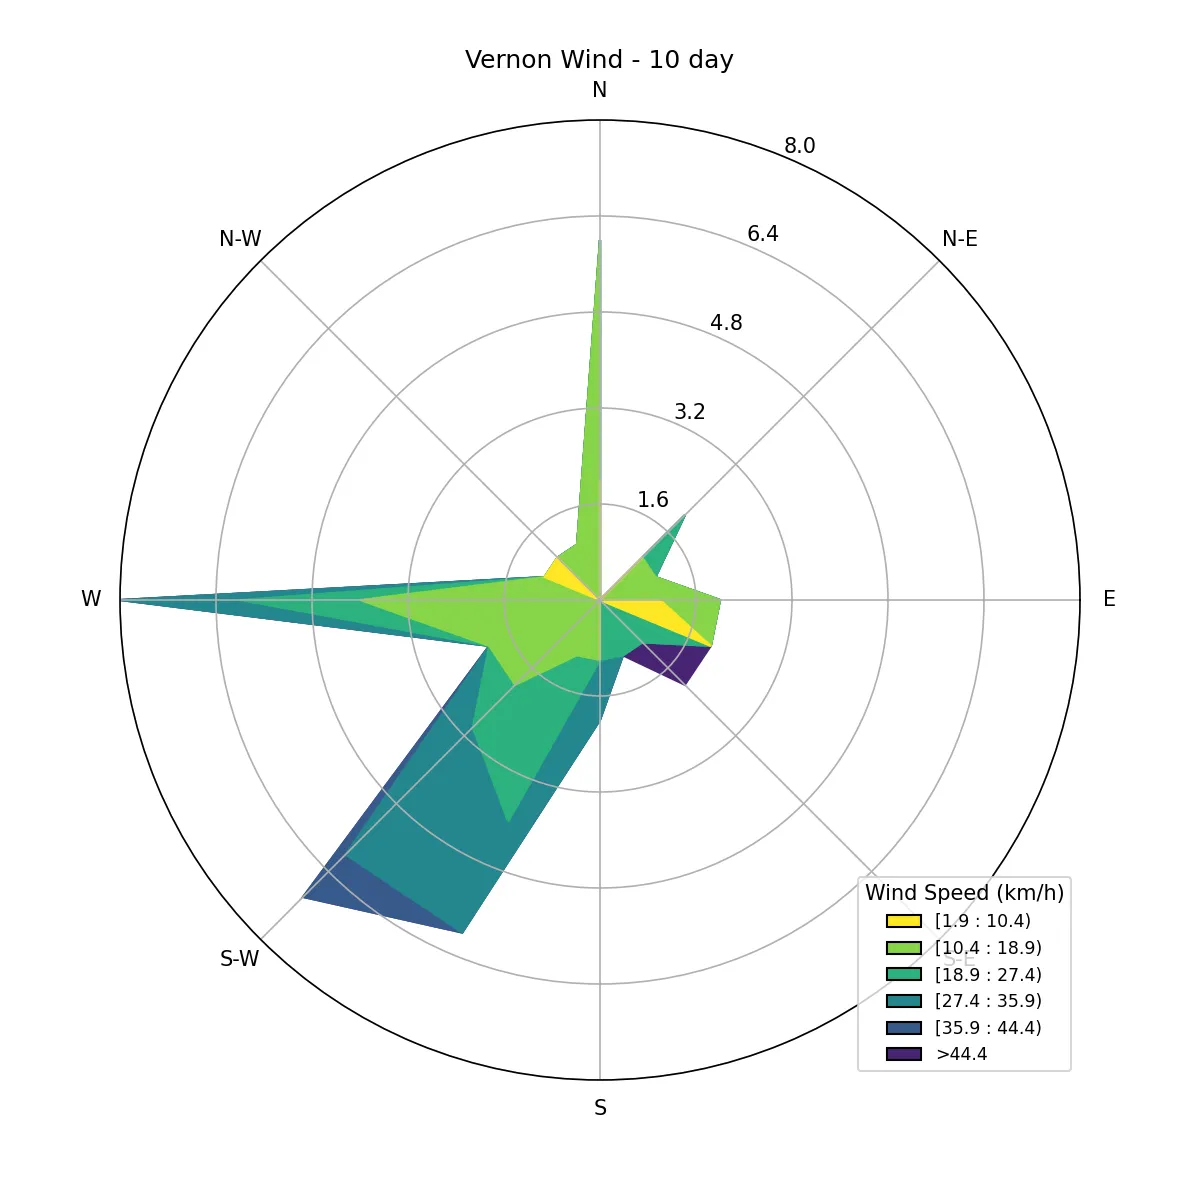 Vernon Wind - 10 day
N
8.0
N-W
6.4
N-E
4.8
3.2
1.6
W
E
S-W
S-E
S
Wind Speed (km/h)
[1.9 : 10.4)
[10.4 : 18.9)
[18.9 : 27.4)
[27.4 : 35.9)
[35.9 : 44.4)
>44.4